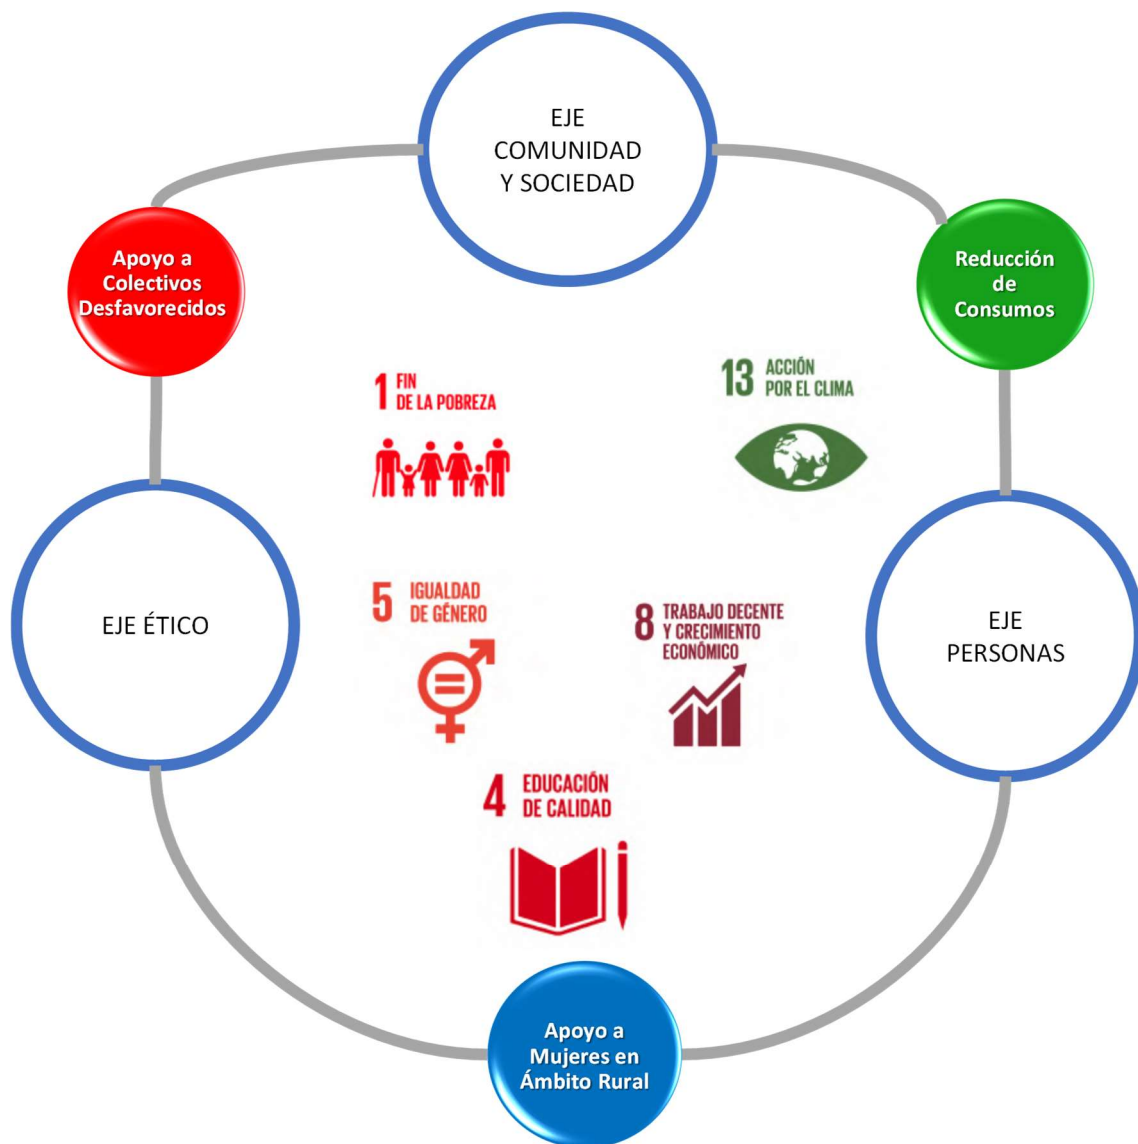 EJE
COMUNIDAD
Y SOCIEDAD
Apoyo a
Colectivos
Desfavorecidos
Reducción
de
Consumos
1 FIN
DE LA POBREZA
13 ACCIÓN
POR EL CLIMA
EJE ÉTICO
5 IGUALDAD
DE GÉNERO
8 TRABAJO DECENTE
Y CRECIMIENTO
ECONÓMICO
EJE
PERSONAS
4 EDUCACIÓN
DE CALIDAD
Apoyo a
Mujeres en
Ámbito Rural